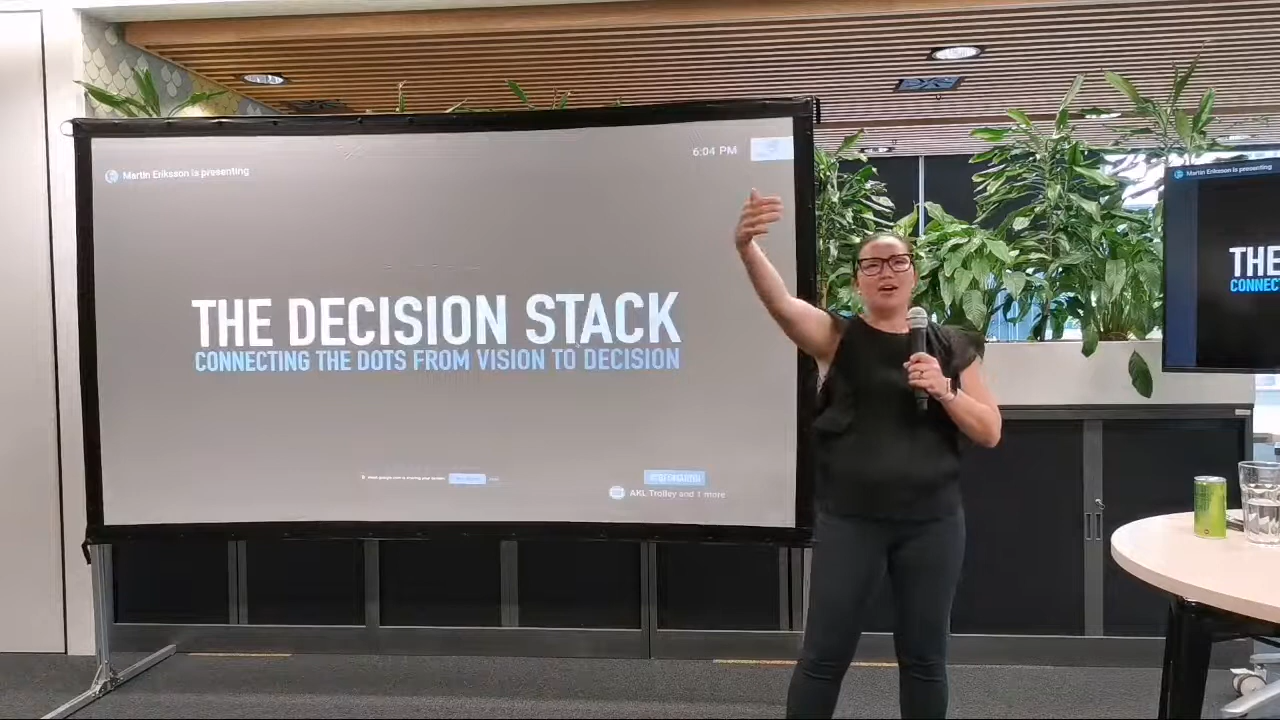 Martin Eriksson is presenting
6:04 PM
THE DECISION STACK
CONNECTING THE DOTS FROM VISION TO DECISION
AKL Trolley and 1 more
Martin Eriksson is presenting
THE
CONNEC